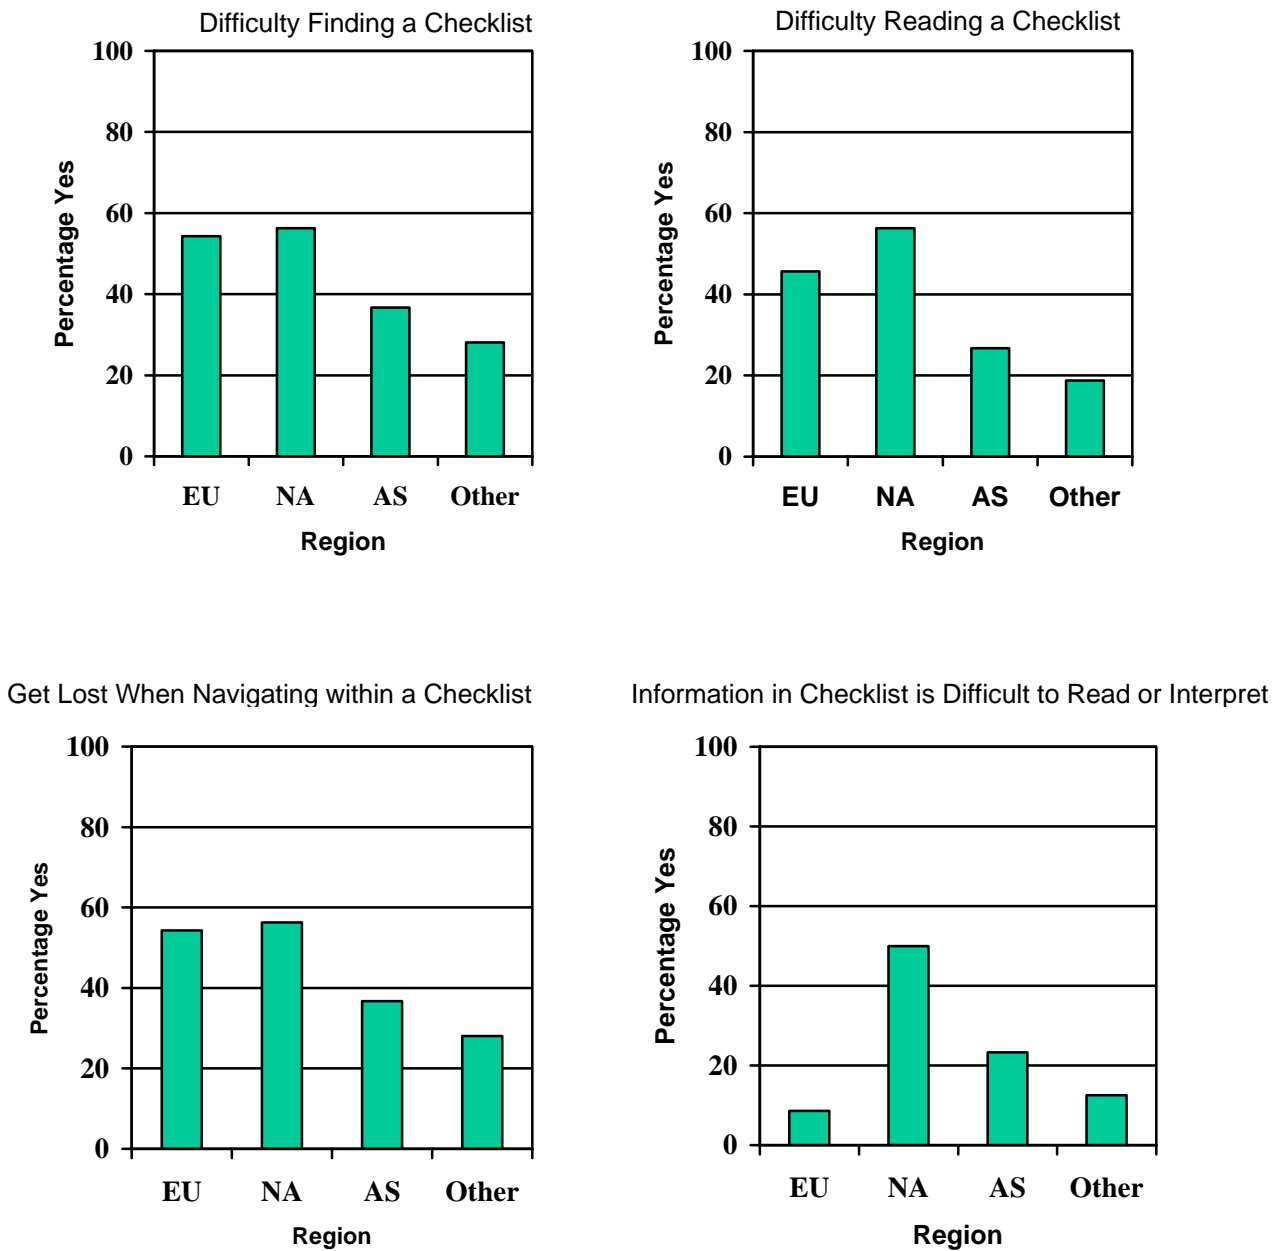 Difficulty Finding a Checklist
100
80
60
40
20
0
Percentage Yes
EU NA AS Other
Region
Difficulty Reading a Checklist
100
80
60
40
20
0
Percentage Yes
EU NA AS Other
Region
Get Lost When Navigating within a Checklist
100
80
60
40
20
0
Percentage Yes
EU NA AS Other
Region
Information in Checklist is Difficult to Read or Interpret
100
80
60
40
20
0
Percentage Yes
EU NA AS Other
Region